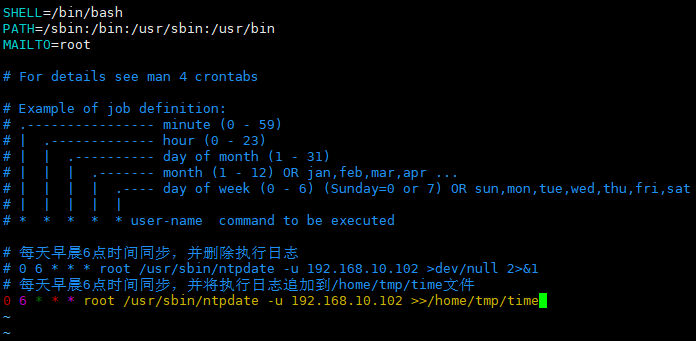 SHELL=/bin/bash
PATH=/sbin:/bin:/usr/sbin:/usr/bin
MAILTO=root
# For details see man 4 crontabs
# Example of job definition:
# .---------------- minute (0 - 59)
# |  .------------- hour (0 - 23)
# |  |  .---------- day of month (1 - 31)
# |  |  |  .------- month (1 - 12) OR jan,feb,mar,apr ...
# |  |  |  |  .---- day of week (0 - 6) (Sunday=0 or 7) OR sun,mon,tue,wed,thu,fri,sat
# |  |  |  |  |
# *  *  *  *  * user-name  command to be executed
# 每天早晨6点时间同步，并删除执行日志
# 0 6 * * * root /usr/sbin/ntpdate -u 192.168.10.102 >dev/null 2>&1
# 每天早晨6点时间同步，并将执行日志追加到/home/tmp/time文件
0 6 * * * root /usr/sbin/ntpdate -u 192.168.10.102 >>/home/tmp/time
~
~